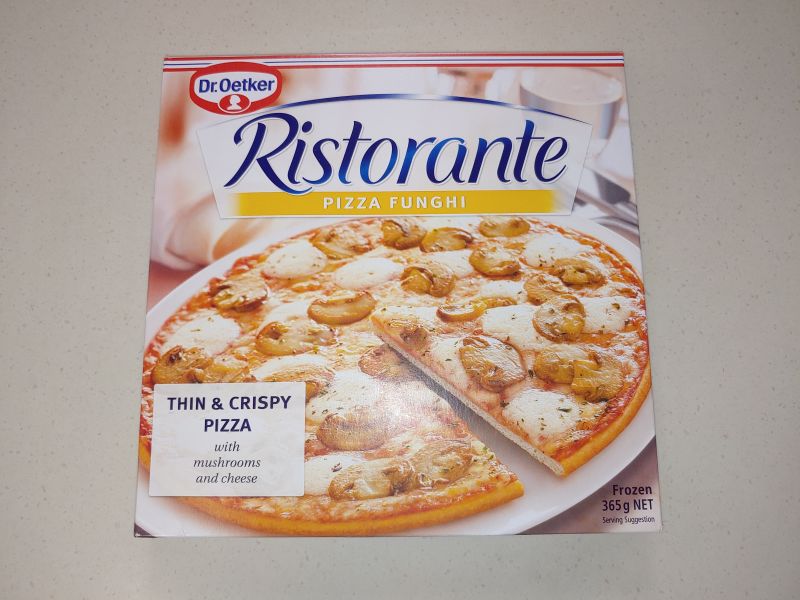 Dr.Oetker
Ristorante
PIZZA FUNGHI
THIN & CRISPY
PIZZA
with
mushrooms
and cheese
Frozen
365g NET
Serving Suggestion